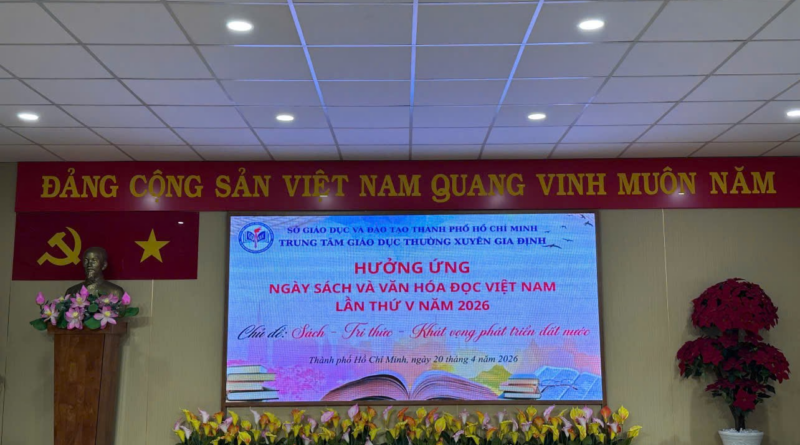 ĐẢNG CỘNG SẢN VIỆT NAM QUANG VINH MUÔN NĂM
SỞ GIÁO DỤC VÀ ĐÀO TẠO THÀNH PHỐ HỒ CHÍ MINH
TRUNG TÂM GIÁO DỤC THƯỜNG XUYÊN GIA ĐỊNH
HƯỞNG ỨNG
NGÀY SÁCH VÀ VĂN HÓA ĐỌC VIỆT NAM
LẦN THỨ V NĂM 2026
Chủ đề: Sách - Tri thức - Khát vọng phát triển đất nước
Thành phố Hồ Chí Minh, ngày 20 tháng 4 năm 2026